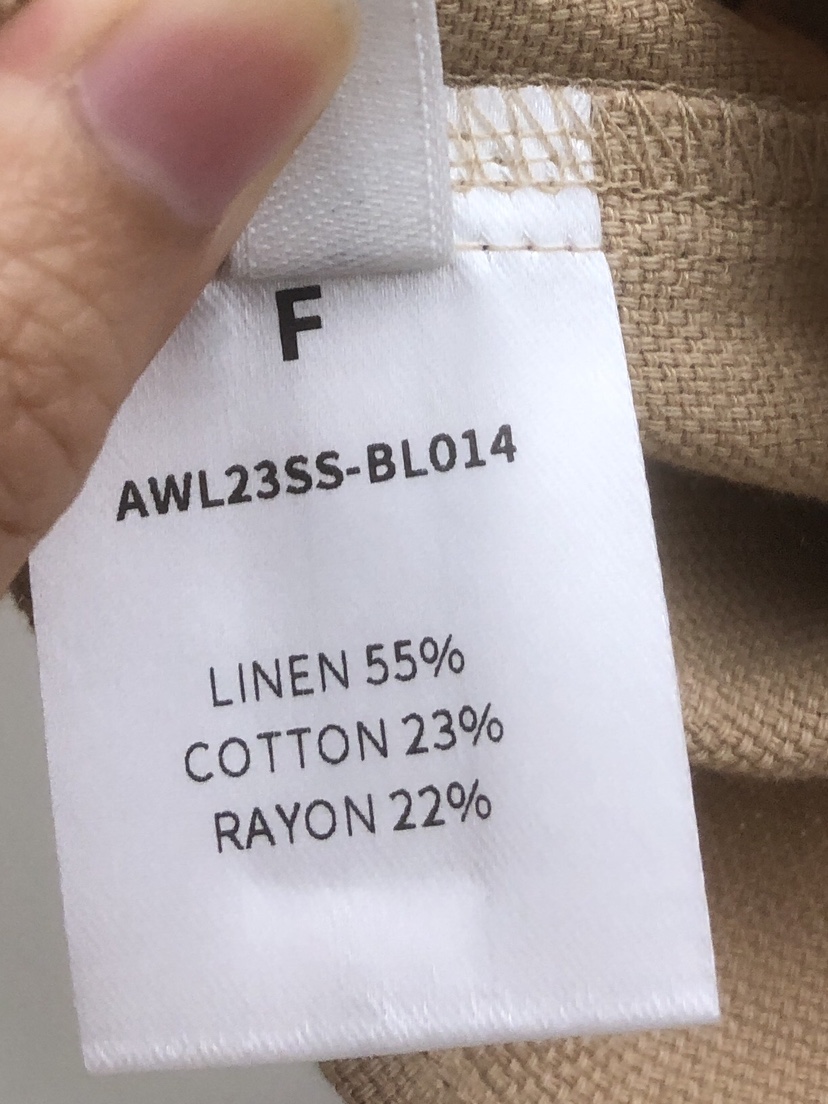 F
AWL23SS-BL014
LINEN 55%
COTTON 23%
RAYON 22%